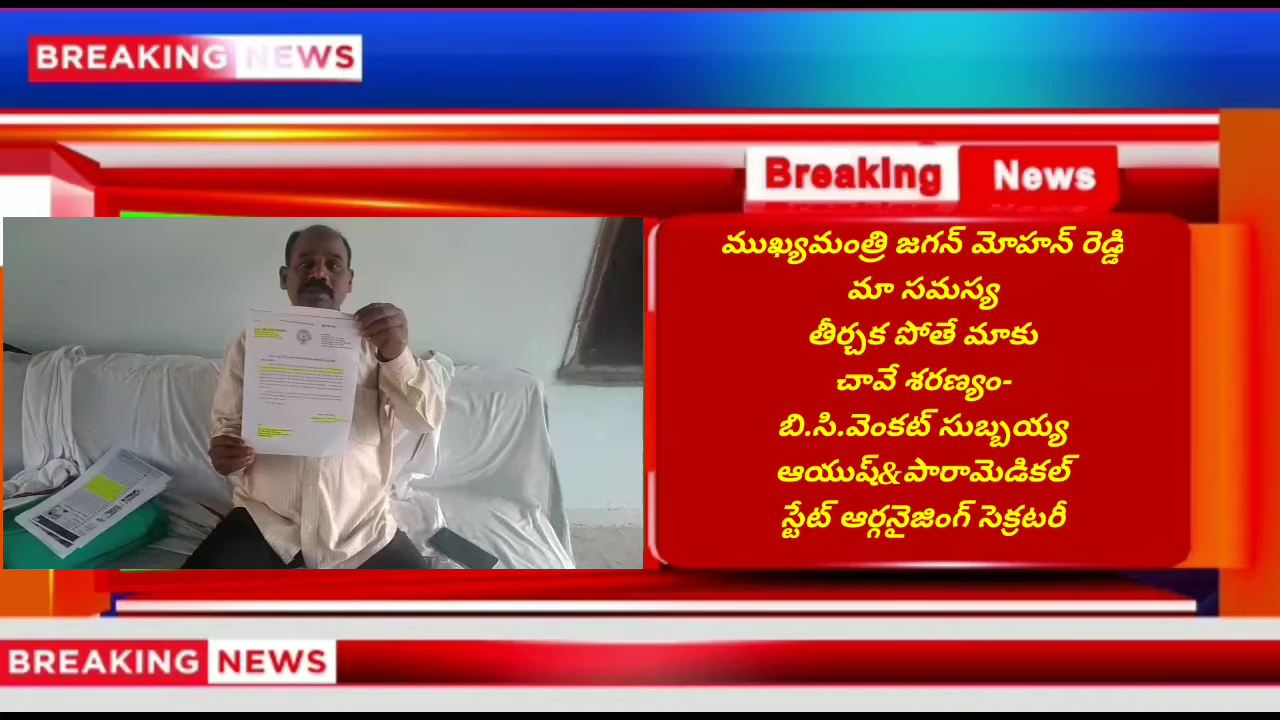 BREAKING NEWS
Breaking News
ముఖ్యమంత్రి జగన్ మోహన్ రెడ్డి
మా సమస్య
తీర్చక పోతే మాకు
చావే శరణ్యం-
బి.సి.వెంకట్ సుబ్బయ్య
ఆయుష్&పారామెడికల్
స్టేట్ ఆర్గనైజింగ్ సెక్రటరీ
BREAKING NEWS